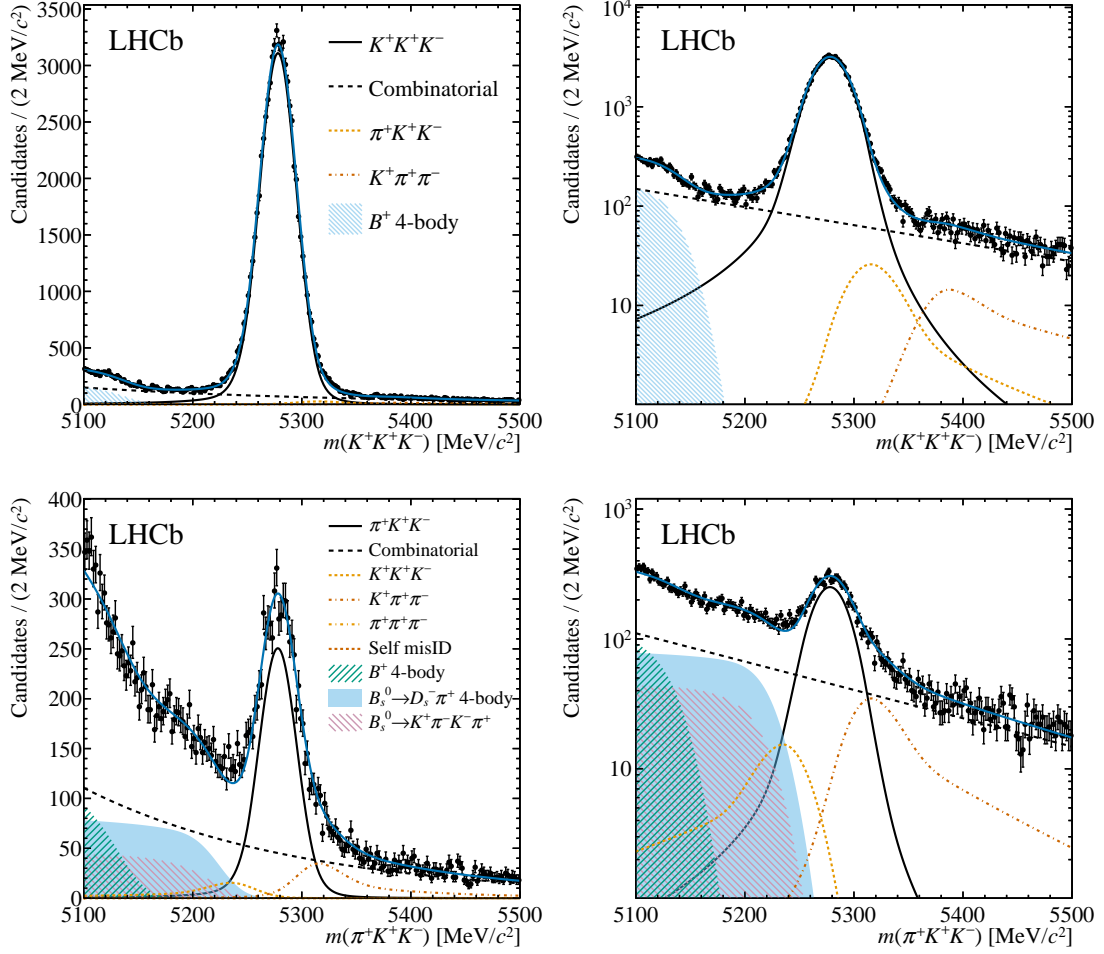 LHCb
K⁺K⁺K⁻
Combinatorial
π⁺K⁺K⁻
K⁺π⁺π⁻
B⁺ 4-body
Candidates / (2 MeV/c²)
3500
3000
2500
2000
1500
1000
500
0
5100 5200 5300 5400 5500
m(K⁺K⁺K⁻) [MeV/c²]
LHCb
Candidates / (2 MeV/c²)
10⁴
10³
10²
10
5100 5200 5300 5400 5500
m(K⁺K⁺K⁻) [MeV/c²]
LHCb
π⁺K⁺K⁻
Combinatorial
K⁺K⁺K⁻
K⁺π⁺π⁻
π⁺π⁺π⁻
Self misID
B⁺ 4-body
B⁰ₛ→D⁻ₛ π⁺ 4-body
B⁰ₛ→K⁺π⁻K⁻π⁺
Candidates / (2 MeV/c²)
400
350
300
250
200
150
100
50
0
5100 5200 5300 5400 5500
m(π⁺K⁺K⁻) [MeV/c²]
LHCb
Candidates / (2 MeV/c²)
10³
10²
10
5100 5200 5300 5400 5500
m(π⁺K⁺K⁻) [MeV/c²]